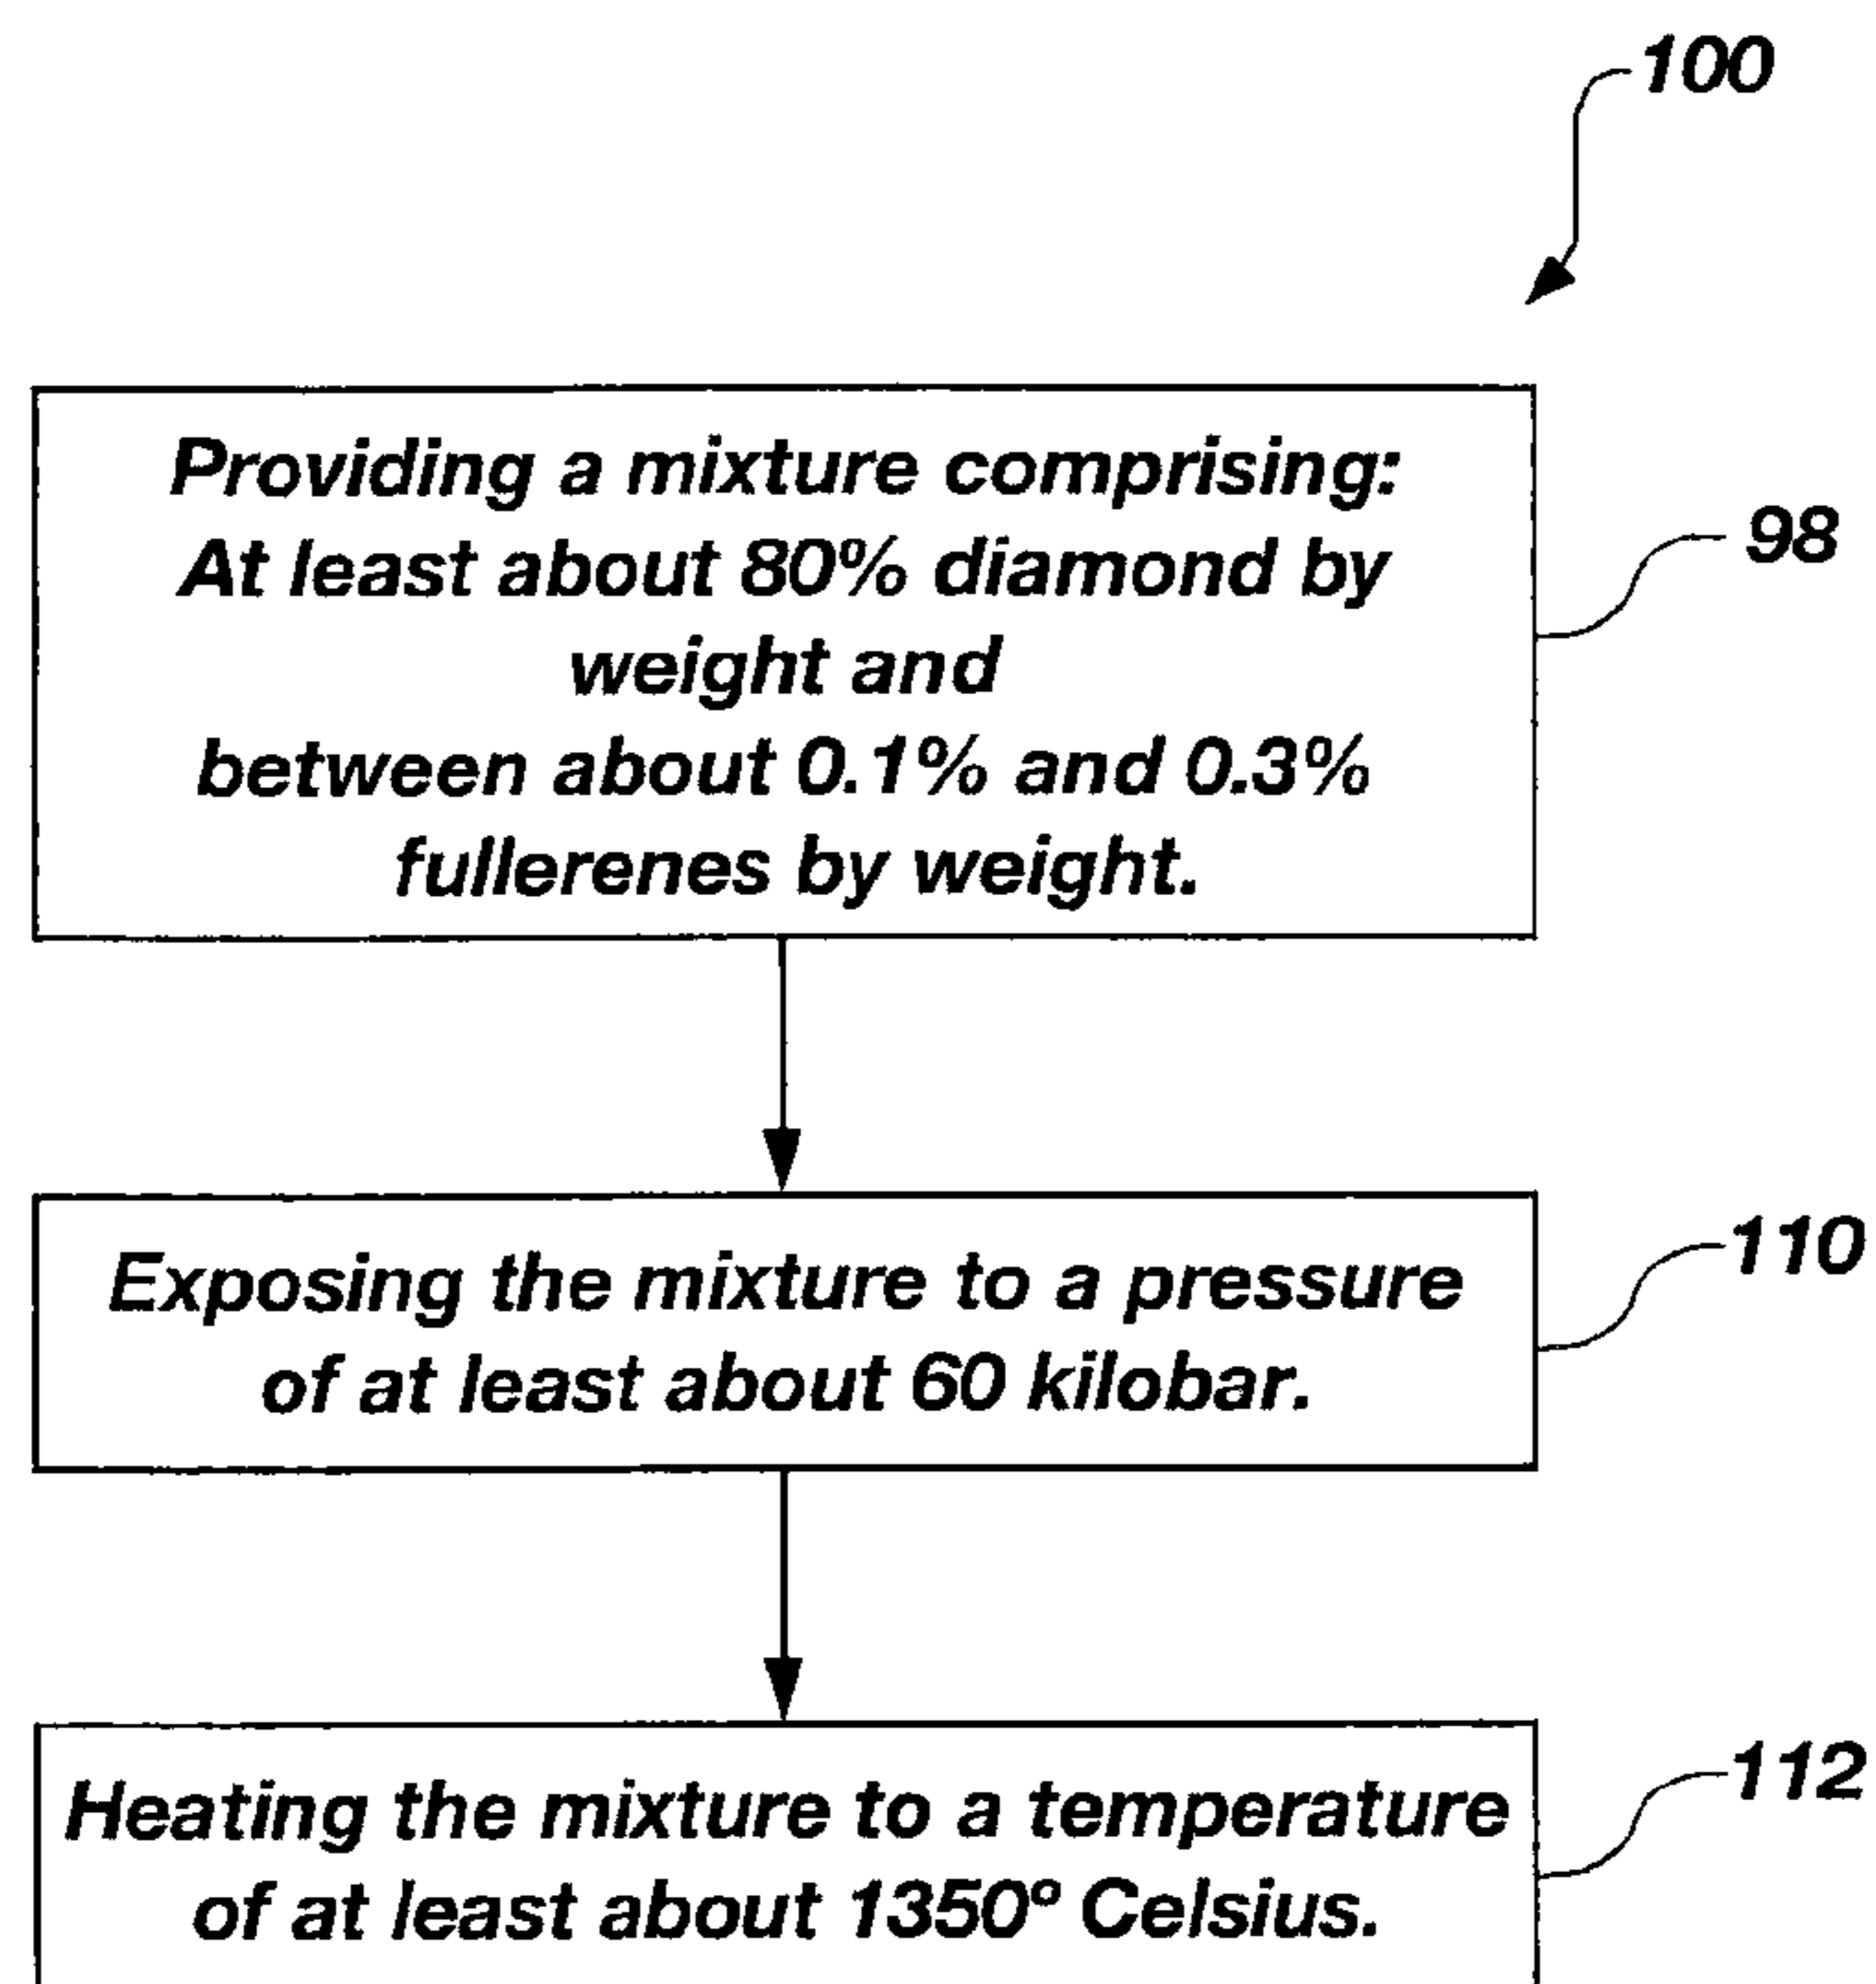 100
Providing a mixture comprising:
At least about 80% diamond by
weight and
between about 0.1% and 0.3%
fullerenes by weight.
98
Exposing the mixture to a pressure
of at least about 60 kilobar.
110
Heating the mixture to a temperature
of at least about 1350º Celsius.
112